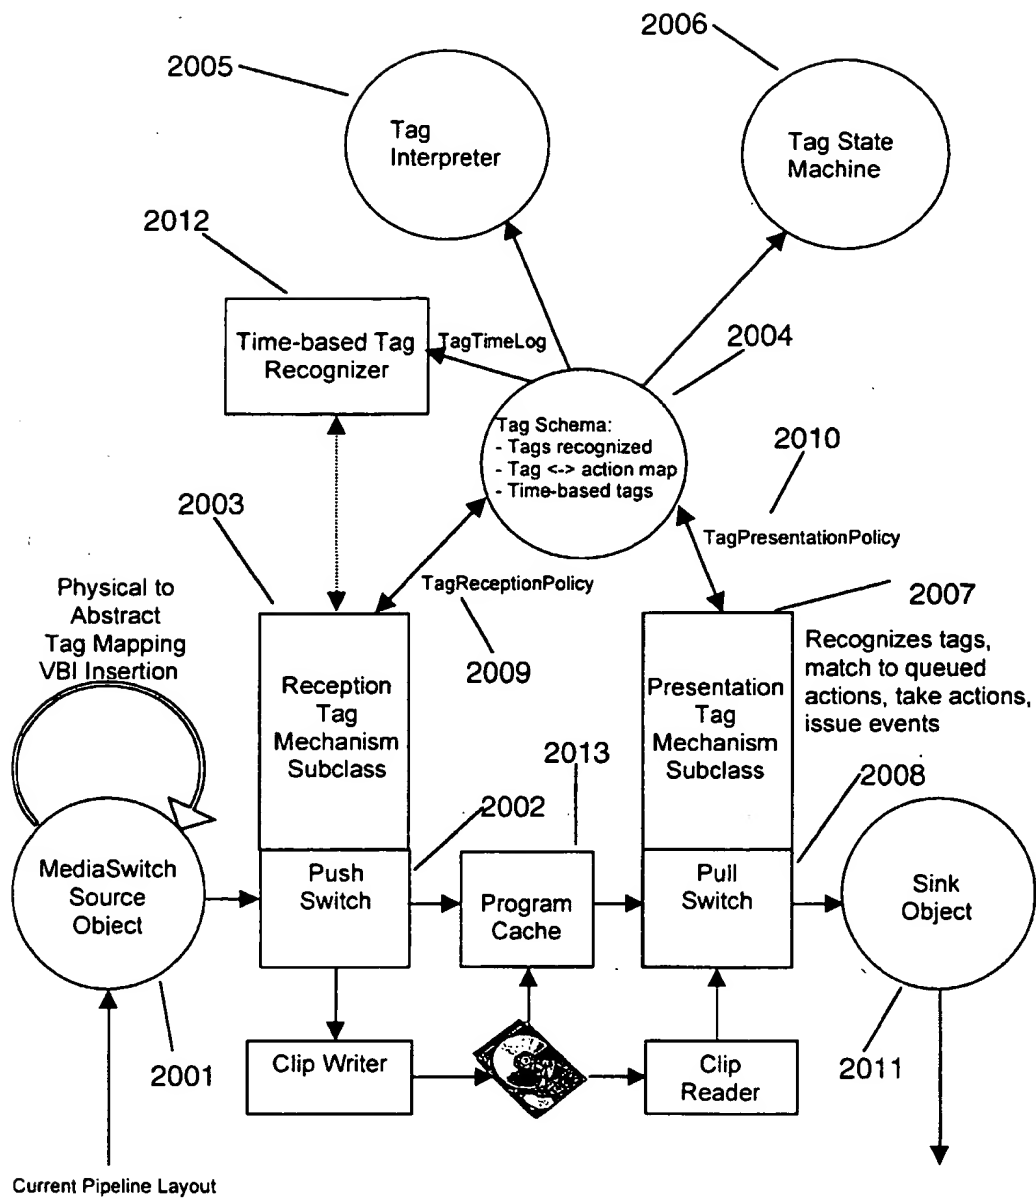 2006
2005
Tag
Interpreter
Tag State
Machine
2012
2004
Time-based Tag
Recognizer
TagTimeLog
Tag Schema:
- Tags recognized
- Tag <-> action map
- Time-based tags
2010
2003
TagPresentationPolicy
TagReceptionPolicy
Physical to
Abstract
Tag Mapping
VBI Insertion
2009
2007
Recognizes tags,
match to queued
actions, take actions,
issue events
Reception
Tag
Mechanism
Subclass
Presentation
Tag
Mechanism
Subclass
2013
2008
2002
MediaSwitch
Source
Object
Push
Switch
Program
Cache
Pull
Switch
Sink
Object
2001
Clip Writer
Clip
Reader
2011
Current Pipeline Layout